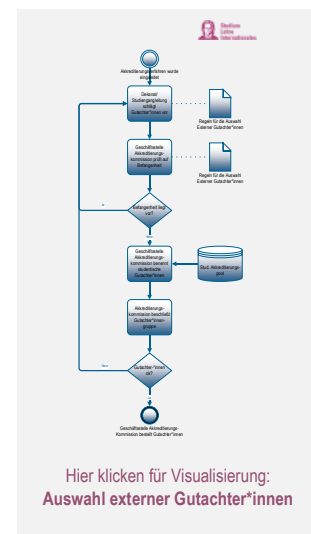 Studium
Lehre
Internationales
Akkreditierungsverfahren wurde
eingeleitet
Dekanat/
Studiengangleitung
schlägt
Gutachter*innen vor
Regeln für die Auswahl
Externer Gutachter*innen
Geschäftsstelle
Akkreditierungs-
kommission prüft auf
Befangenheit
Regeln für die Auswahl
Externer Gutachter*innen
Befangenheit liegt
vor?
Geschäftsstelle
Akkreditierungs-
kommission benennt
studentische
Gutachter*innen
Stud. Akkreditierungs-
pool
Akkreditierungs-
kommission beschließt
Gutachter*innen-
gruppe
Gutachter*innen
ok?
Geschäftsstelle Akkreditierungs-
Kommission bestellt Gutachter*innen
Hier klicken für Visualisierung:
Auswahl externer Gutachter*innen